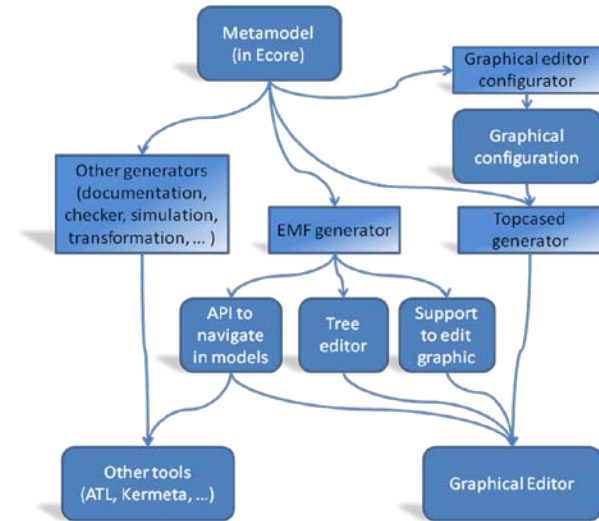 Metamodel
(in Ecore)
Graphical editor
configurator
Graphical
configuration
Other generators
(documentation,
checker, simulation,
transformation, ... )
EMF generator
Topcased
generator
API to
navigate
in models
Tree
editor
Support
to edit
graphic
Other tools
(ATL, Kermeta, ...)
Graphical Editor